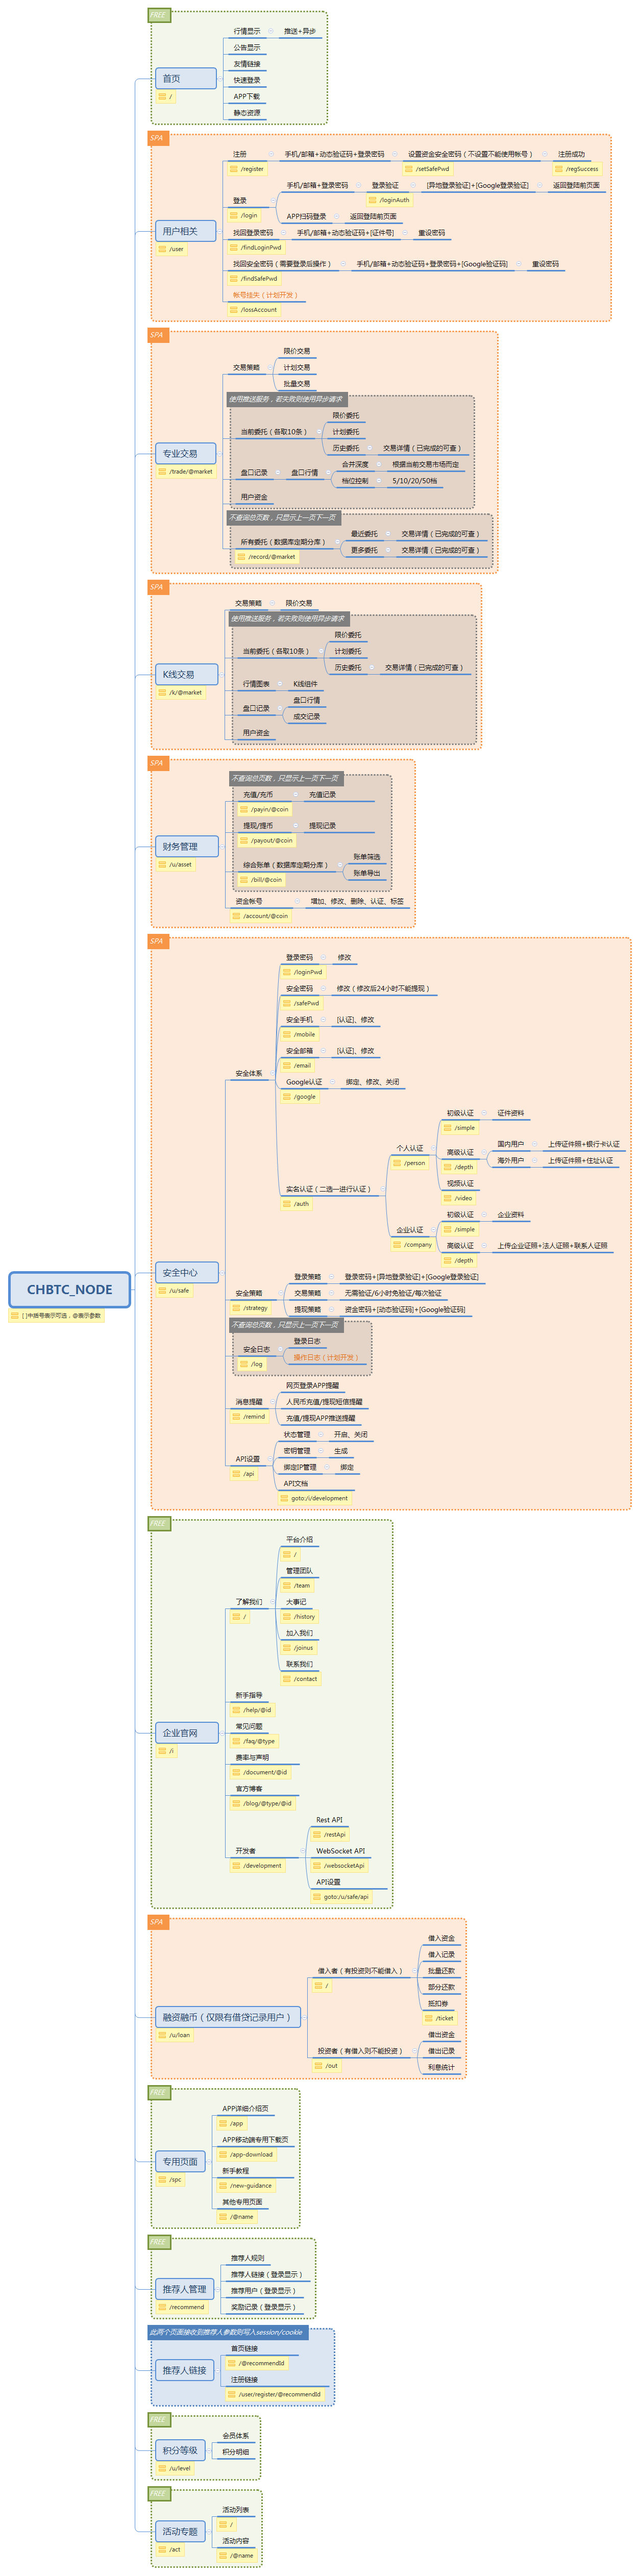 CHBTC_NODE
[ ]中括号表示可选，@表示参数
FREE
首页
/
行情显示
推送+异步
公告显示
友情链接
快速登录
APP下载
静态资源
SPA
用户相关
/user
注册
/register
手机/邮箱+动态验证码+登录密码
设置资金安全密码（不设置不能使用帐号）
/setSafePwd
注册成功
/regSuccess
登录
/login
手机/邮箱+登录密码
登录验证
/loginAuth
[异地登录验证]+[Google登录验证]
返回登陆前页面
APP扫码登录
返回登陆前页面
找回登录密码
/findLoginPwd
手机/邮箱+动态验证码+[证件号]
重设密码
找回安全密码（需要登录后操作）
/findSafePwd
手机/邮箱+动态验证码+登录密码+[Google验证码]
重设密码
帐号挂失（计划开发）
/lossAccount
SPA
专业交易
/trade/@market
交易策略
限价交易
计划交易
批量交易
使用推送服务，若失败则使用异步请求
当前委托（各取10条）
限价委托
计划委托
历史委托
交易详情（已完成的可查）
盘口记录
盘口行情
合并深度
根据当前交易市场而定
档位控制
5/10/20/50档
用户资金
不查询总页数，只显示上一页下一页
所有委托（数据库定期分库）
/record/@market
最近委托
交易详情（已完成的可查）
更多委托
交易详情（已完成的可查）
SPA
K线交易
/k/@market
交易策略
限价交易
使用推送服务，若失败则使用异步请求
当前委托（各取10条）
限价委托
计划委托
历史委托
交易详情（已完成的可查）
行情图表
K线组件
盘口记录
盘口行情
成交记录
用户资金
SPA
财务管理
/u/asset
不查询总页数，只显示上一页下一页
充值/充币
/payin/@coin
充值记录
提现/提币
/payout/@coin
提现记录
综合账单（数据库定期分库）
/bill/@coin
账单筛选
账单导出
资金帐号
/account/@coin
增加、修改、删除、认证、标签
SPA
安全中心
/u/safe
安全体系
登录密码
/loginPwd
修改
安全密码
/safePwd
修改（修改后24小时不能提现）
安全手机
/mobile
[认证]、修改
安全邮箱
/email
[认证]、修改
Google认证
/google
绑定、修改、关闭
实名认证（二选一进行认证）
/auth
个人认证
/person
初级认证
/simple
证件资料
高级认证
/depth
国内用户
上传证件照+银行卡认证
海外用户
上传证件照+住址认证
视频认证
/video
企业认证
/company
初级认证
/simple
企业资料
高级认证
/depth
上传企业证照+法人证照+联系人证照
安全策略
/strategy
登录策略
登录密码+[异地登录验证]+[Google登录验证]
交易策略
无需验证/6小时免验证/每次验证
提现策略
资金密码+[动态验证码]+[Google验证码]
不查询总页数，只显示上一页下一页
安全日志
/log
登录日志
操作日志（计划开发）
消息提醒
/remind
网页登录APP提醒
人民币充值/提现短信提醒
充值/提现APP推送提醒
API设置
/api
状态管理
开启、关闭
密钥管理
生成
绑定IP管理
绑定
API文档
goto:/i/development
FREE
企业官网
/i
了解我们
/
平台介绍
/
管理团队
/team
大事记
/history
加入我们
/joinus
联系我们
/contact
新手指导
/help/@id
常见问题
/faq/@type
费率与声明
/document/@id
官方博客
/blog/@type/@id
开发者
/development
Rest API
/restApi
WebSocket API
/websocketApi
API设置
goto:/u/safe/api
SPA
融资融币（仅限有借贷记录用户）
/u/loan
借入者（有投资则不能借入）
/
借入资金
借入记录
批量还款
部分还款
抵扣券
/ticket
投资者（有借入则不能投资）
/out
借出资金
借出记录
利息统计
FREE
专用页面
/spc
APP详细介绍页
/app
APP移动端专用下载页
/app-download
新手教程
/new-guidance
其他专用页面
/@name
FREE
推荐人管理
/recommend
推荐人规则
推荐人链接（登录显示）
推荐用户（登录显示）
奖励记录（登录显示）
此两个页面接收到推荐人参数则写入session/cookie
推荐人链接
首页链接
/@recommendId
注册链接
/user/register/@recommendId
FREE
积分等级
/u/level
会员体系
积分明细
FREE
活动专题
/act
活动列表
/
活动内容
/@name